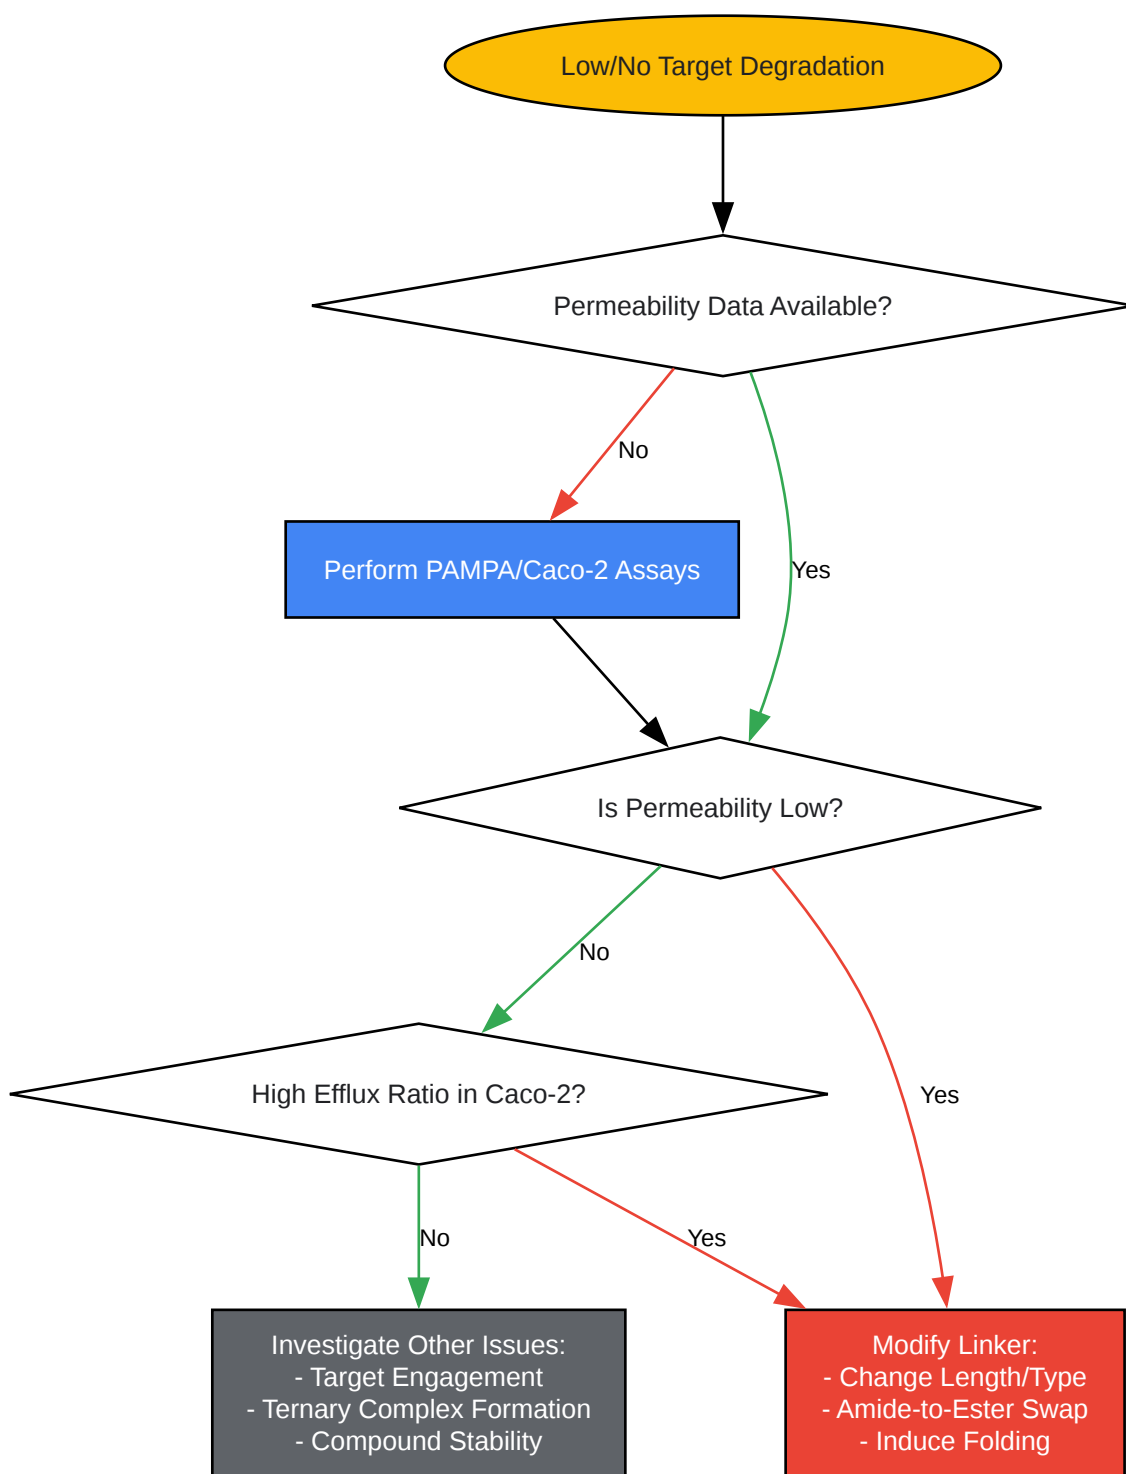 Low/No Target Degradation
Permeability Data Available?
No
Perform PAMPA/Caco-2 Assays
Yes
Is Permeability Low?
No
High Efflux Ratio in Caco-2?
Yes
No
Yes
Investigate Other Issues:
- Target Engagement
- Ternary Complex Formation
- Compound Stability
Modify Linker:
- Change Length/Type
- Amide-to-Ester Swap
- Induce Folding